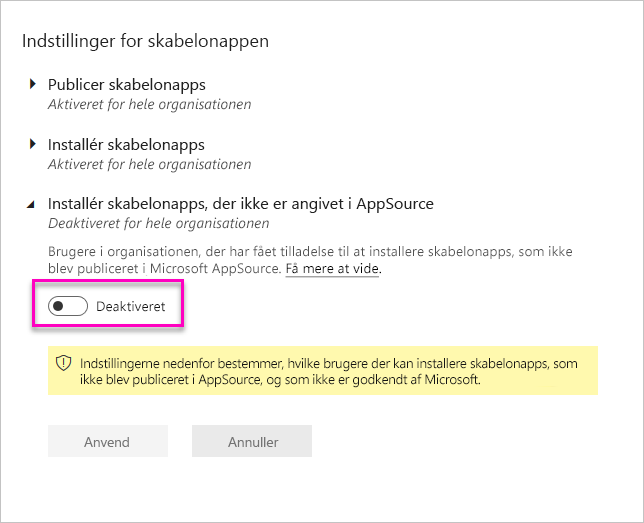 Indstillinger for skabelonappen
Publicer skabelonapps
Aktiveret for hele organisationen
Installér skabelonapps
Aktiveret for hele organisationen
Installér skabelonapps, der ikke er angivet i AppSource
Deaktiveret for hele organisationen
Brugere i organisationen, der har fået tilladelse til at installere skabelonapps, som ikke
blev publiceret i Microsoft AppSource. Få mere at vide.
Deaktiveret
Indstillingerne nedenfor bestemmer, hvilke brugere der kan installere skabelonapps, som
ikke blev publiceret i AppSource, og som ikke er godkendt af Microsoft.
Anvend
Annuller